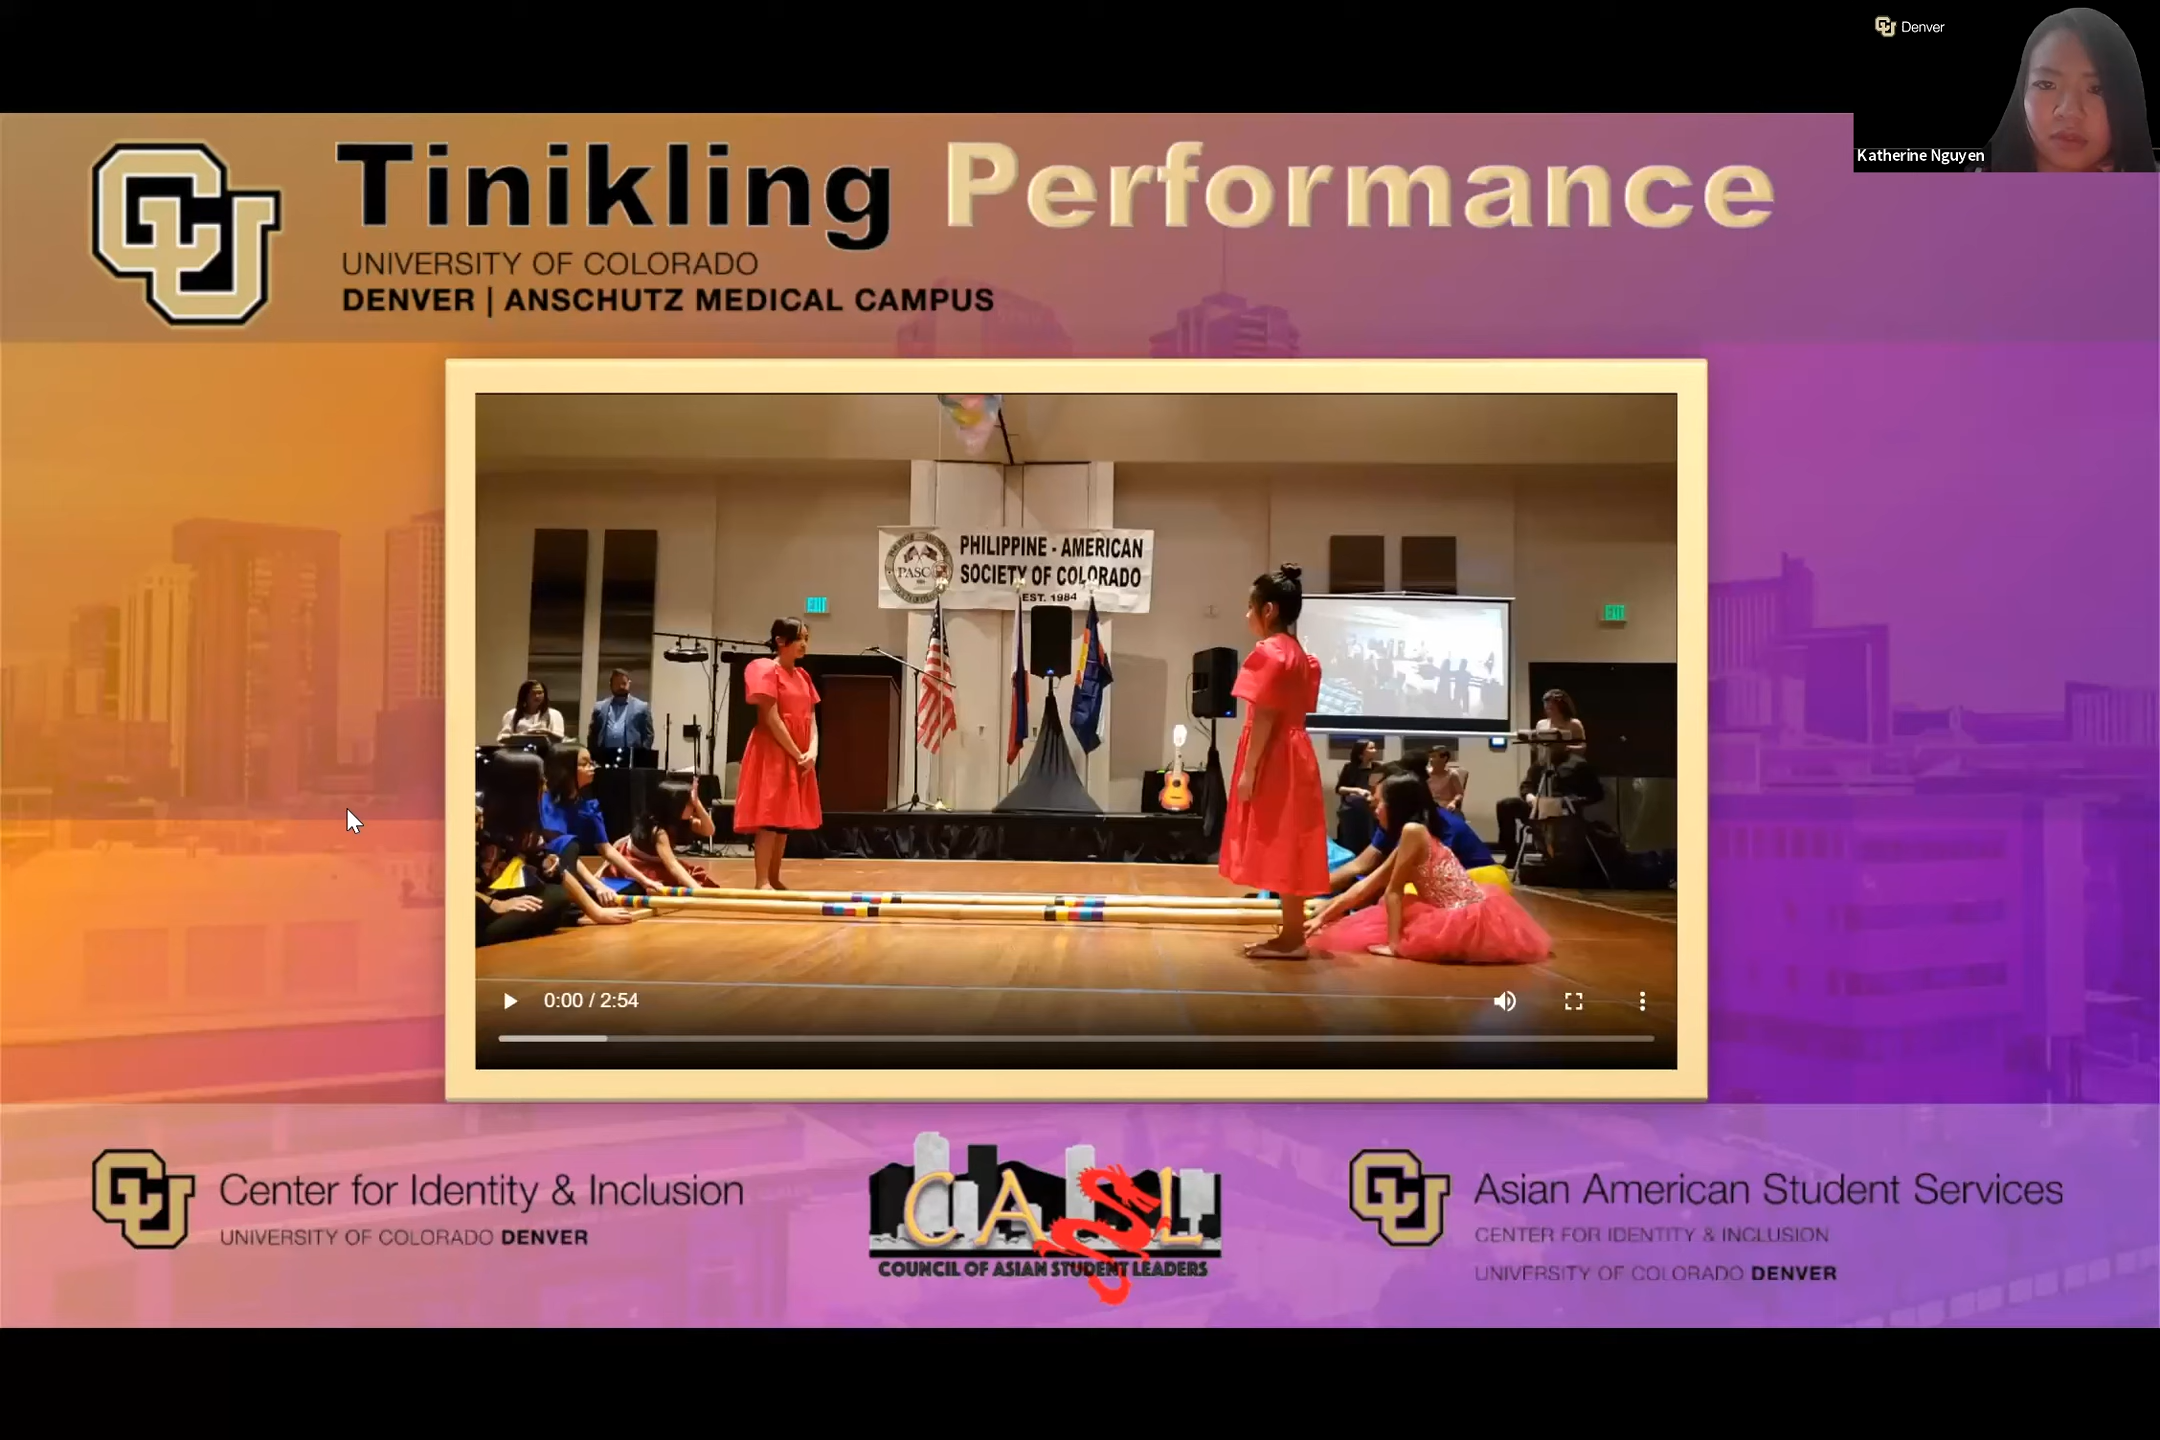 Denver
Katherine Nguyen
Tinikling Performance
UNIVERSITY OF COLORADO
DENVER | ANSCHUTZ MEDICAL CAMPUS
PHILIPPINE - AMERICAN
SOCIETY OF COLORADO
EST. 1984
PASC
EXIT
EXIT
0:00 / 2:54
Center for Identity & Inclusion
UNIVERSITY OF COLORADO DENVER
CASL
COUNCIL OF ASIAN STUDENT LEADERS
Asian American Student Services
CENTER FOR IDENTITY & INCLUSION
UNIVERSITY OF COLORADO DENVER